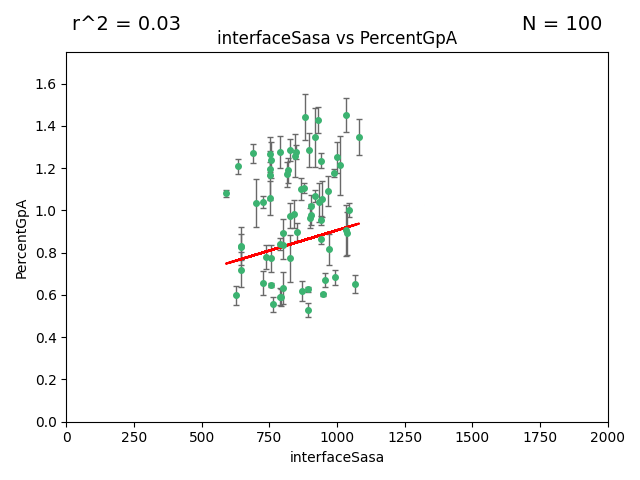 r^2 = 0.03
N = 100
interfaceSasa vs PercentGpA
PercentGpA
1.6
1.4
1.2
1.0
0.8
0.6
0.4
0.2
0.0
0 250 500 750 1000 1250 1500 1750 2000
interfaceSasa